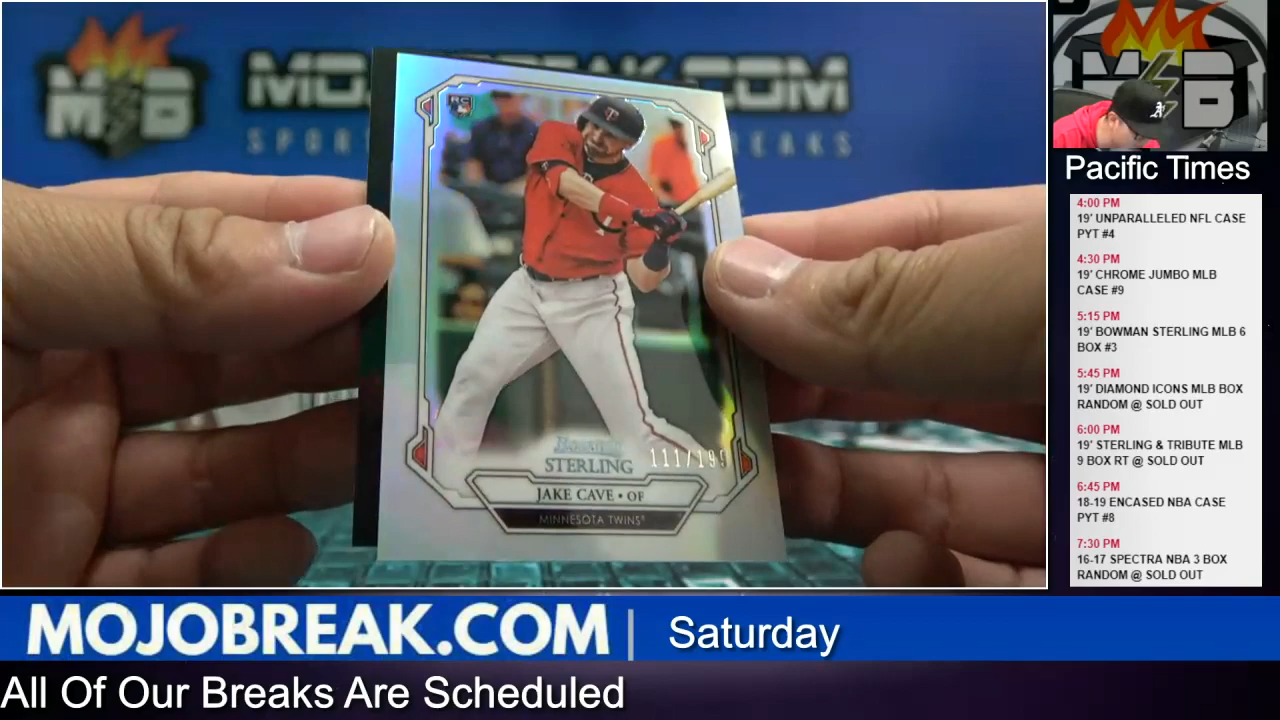 MOJOBREAK.COM
M B
RC
T
Bowman
STERLING
111/199
JAKE CAVE • OF
MINNESOTA TWINS
M B
Pacific Times
4:00 PM
19' UNPARALLELED NFL CASE
PYT #4
4:30 PM
19' CHROME JUMBO MLB
CASE #9
5:15 PM
19' BOWMAN STERLING MLB 6
BOX #3
5:45 PM
19' DIAMOND ICONS MLB BOX
RANDOM @ SOLD OUT
6:00 PM
19' STERLING & TRIBUTE MLB
9 BOX RT @ SOLD OUT
6:45 PM
18-19 ENCASED NBA CASE
PYT #8
7:30 PM
16-17 SPECTRA NBA 3 BOX
RANDOM @ SOLD OUT
MOJOBREAK.COM | Saturday
All Of Our Breaks Are Scheduled